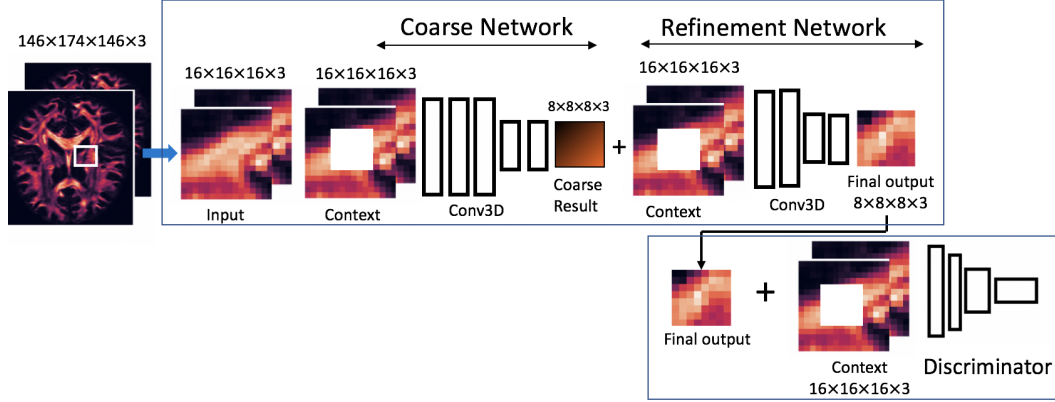 Coarse Network
Refinement Network
146×174×146×3
16×16×16×3
16×16×16×3
8×8×8×3
+
16×16×16×3
Input
Context
Conv3D
Coarse
Result
Context
Conv3D
Final output
8×8×8×3
+
Final output
Context
16×16×16×3
Discriminator